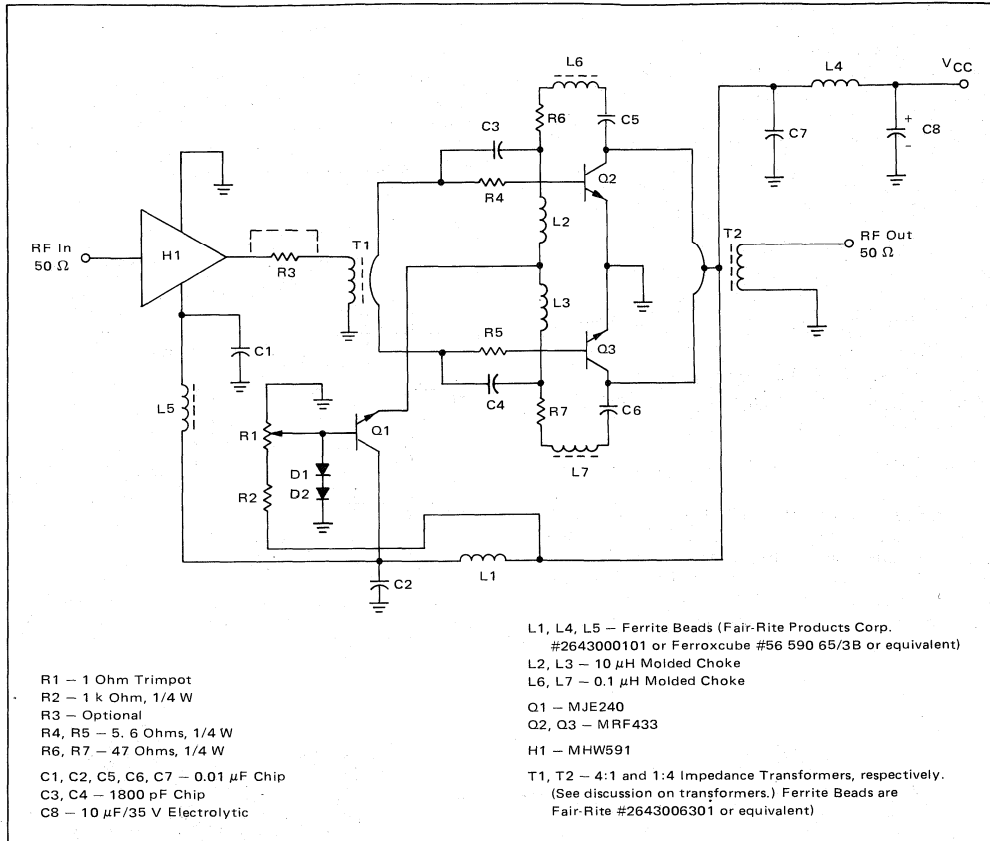 L6
L4
VCC
R6
C5
C3
+
C7
C8
-
Q2
R4
L2
RF In
50 Ω
H1
T1
T2
RF Out
50 Ω
R3
L3
R5
C1
Q3
L5
C4
R7
C6
R1
Q1
D1
L7
R2
D2
L1
C2
L1, L4, L5 – Ferrite Beads (Fair-Rite Products Corp.
#2643000101 or Ferroxcube #56 590 65/3B or equivalent)
L2, L3 – 10 μH Molded Choke
L6, L7 – 0.1 μH Molded Choke
Q1 – MJE240
Q2, Q3 – MRF433
H1 – MHW591
T1, T2 – 4:1 and 1:4 Impedance Transformers, respectively.
(See discussion on transformers.) Ferrite Beads are
Fair-Rite #2643006301 or equivalent)
R1 – 1 Ohm Trimpot
R2 – 1 k Ohm, 1/4 W
R3 – Optional
R4, R5 – 5. 6 Ohms, 1/4 W
R6, R7 – 47 Ohms, 1/4 W
C1, C2, C5, C6, C7 – 0.01 μF Chip
C3, C4 – 1800 pF Chip
C8 – 10 μF/35 V Electrolytic